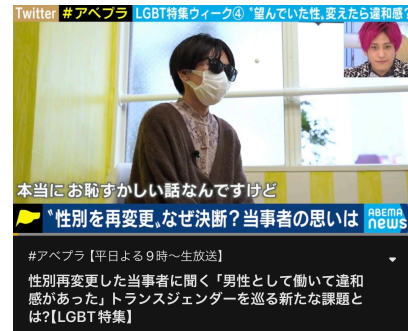 Twitter #アベプラ LGBT特集ウィーク④ 〝望んでいた性〟変えたら違和感?
本当に お恥ずかしい話なんですけど
〝性別を再変更〟なぜ決断?当事者の思いは
ABEMA NEWS
#アベプラ【平日よる9時～生放送】
性別再変更した当事者に聞く「男性として働いて違和
感があった」トランスジェンダーを巡る新たな課題と
は?【LGBT特集】